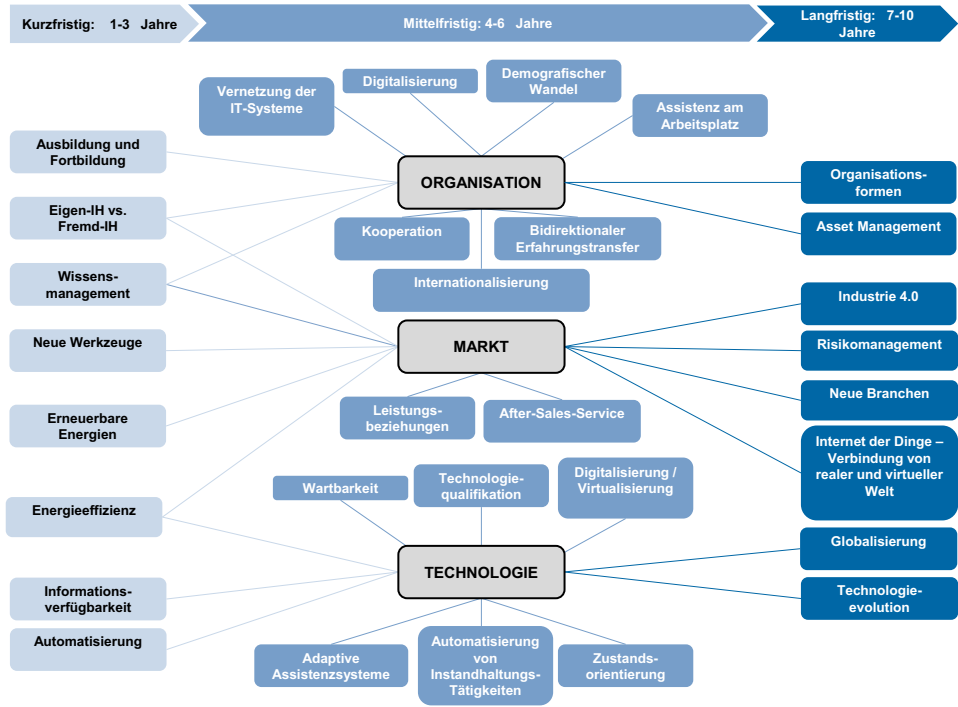 Kurzfristig: 1-3 Jahre
Mittelfristig: 4-6 Jahre
Langfristig: 7-10
Jahre
Vernetzung der
IT-Systeme
Digitalisierung
Demografischer
Wandel
Assistenz am
Arbeitsplatz
Ausbildung und
Fortbildung
Eigen-IH vs.
Fremd-IH
Wissens-
management
Neue Werkzeuge
Erneuerbare
Energien
Energieeffizienz
Informations-
verfügbarkeit
Automatisierung
ORGANISATION
Kooperation
Bidirektionaler
Erfahrungstransfer
Internationalisierung
MARKT
Leistungs-
beziehungen
After-Sales-Service
Wartbarkeit
Technologie-
qualifikation
Digitalisierung /
Virtualisierung
TECHNOLOGIE
Adaptive
Assistenzsysteme
Automatisierung
von
Instandhaltungs-
Tätigkeiten
Zustands-
orientierung
Organisations-
formen
Asset Management
Industrie 4.0
Risikomanagement
Neue Branchen
Internet der Dinge –
Verbindung von
realer und virtueller
Welt
Globalisierung
Technologie-
evolution